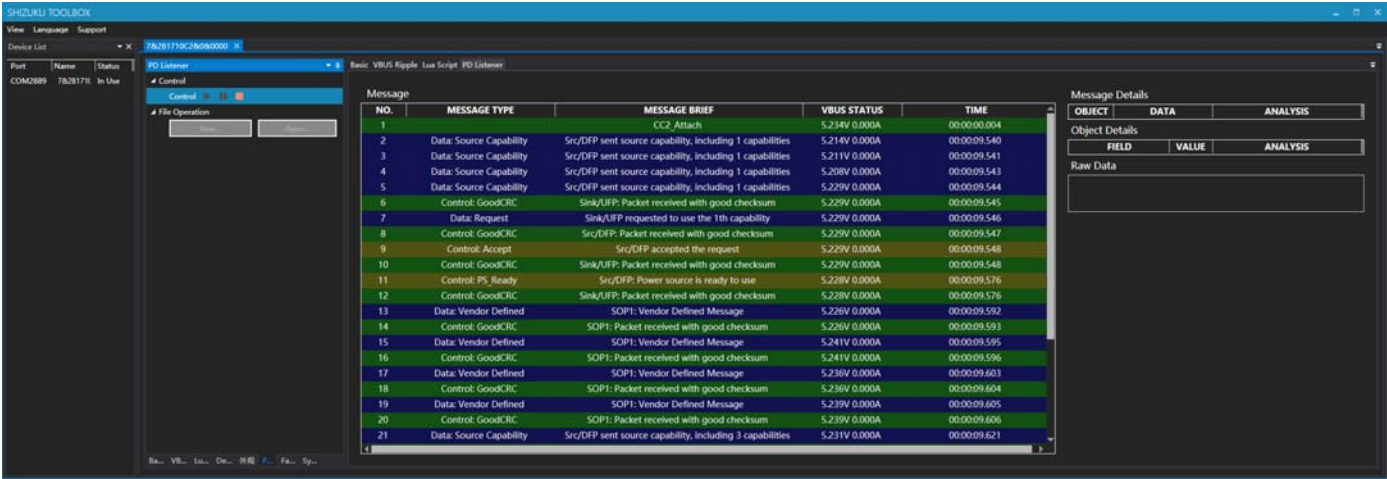 SHIZUKU TOOLBOX
View Language Support
Device List
7&281710C2&0&0000
Port Name Status
COM2889 7&28171( In Use
PD Listener
Control
Control
File Operation
Save... Open...
Ba... VB... Lu... De... 外观 P... Fa... Sy...
Basic VBUS Ripple Lua Script PD Listener
Message
NO. MESSAGE TYPE MESSAGE BRIEF VBUS STATUS TIME
1 CC2_Attach 5.234V 0.000A 00:00:00.004
2 Data: Source Capability Src/DFP sent source capability, including 1 capabilities 5.214V 0.000A 00:00:09.540
3 Data: Source Capability Src/DFP sent source capability, including 1 capabilities 5.211V 0.000A 00:00:09.541
4 Data: Source Capability Src/DFP sent source capability, including 1 capabilities 5.208V 0.000A 00:00:09.543
5 Data: Source Capability Src/DFP sent source capability, including 1 capabilities 5.229V 0.000A 00:00:09.544
6 Control: GoodCRC Sink/UFP: Packet received with good checksum 5.229V 0.000A 00:00:09.545
7 Data: Request Sink/UFP requested to use the 1th capability 5.229V 0.000A 00:00:09.546
8 Control: GoodCRC Src/DFP: Packet received with good checksum 5.229V 0.000A 00:00:09.547
9 Control: Accept Src/DFP accepted the request 5.229V 0.000A 00:00:09.548
10 Control: GoodCRC Sink/UFP: Packet received with good checksum 5.229V 0.000A 00:00:09.548
11 Control: PS_Ready Src/DFP: Power source is ready to use 5.228V 0.000A 00:00:09.576
12 Control: GoodCRC Sink/UFP: Packet received with good checksum 5.228V 0.000A 00:00:09.576
13 Data: Vendor Defined SOP1: Vendor Defined Message 5.226V 0.000A 00:00:09.592
14 Control: GoodCRC SOP1: Packet received with good checksum 5.226V 0.000A 00:00:09.593
15 Data: Vendor Defined SOP1: Vendor Defined Message 5.241V 0.000A 00:00:09.595
16 Control: GoodCRC SOP1: Packet received with good checksum 5.241V 0.000A 00:00:09.596
17 Data: Vendor Defined SOP1: Vendor Defined Message 5.236V 0.000A 00:00:09.603
18 Control: GoodCRC SOP1: Packet received with good checksum 5.236V 0.000A 00:00:09.604
19 Data: Vendor Defined SOP1: Vendor Defined Message 5.239V 0.000A 00:00:09.605
20 Control: GoodCRC SOP1: Packet received with good checksum 5.239V 0.000A 00:00:09.606
21 Data: Source Capability Src/DFP sent source capability, including 3 capabilities 5.231V 0.000A 00:00:09.621
Message Details
OBJECT DATA ANALYSIS
Object Details
FIELD VALUE ANALYSIS
Raw Data